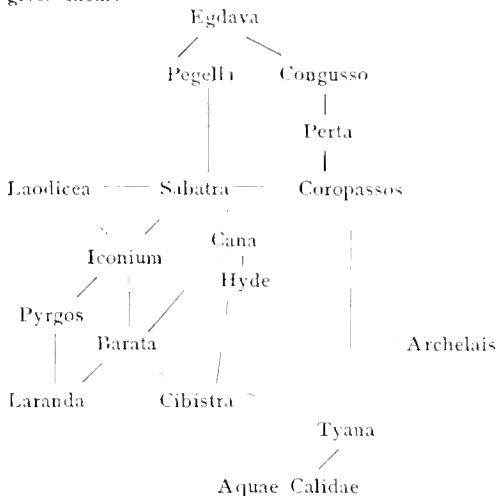 Egdava
Pegella Congusso
Perta
Laodicea Sabatra Coropassos
Cana
Iconium
Hyde
Pyrgos
Barata Archelais
Laranda Cibistra
Tyana
Aquae Calidae